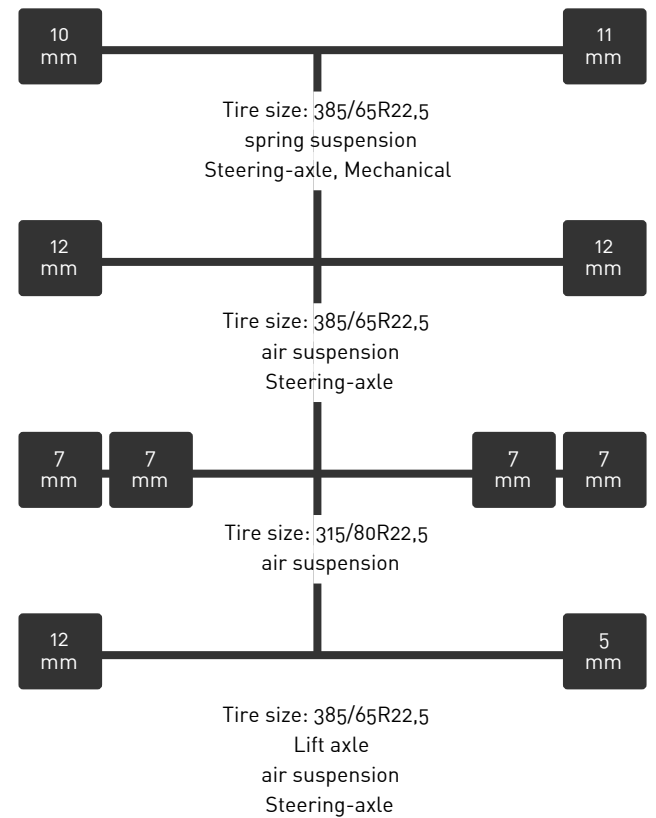 10
mm
11
mm
Tire size: 385/65R22,5
spring suspension
Steering-axle, Mechanical
12
mm
12
mm
Tire size: 385/65R22,5
air suspension
Steering-axle
7
mm
7
mm
7
mm
7
mm
Tire size: 315/80R22,5
air suspension
12
mm
5
mm
Tire size: 385/65R22,5
Lift axle
air suspension
Steering-axle